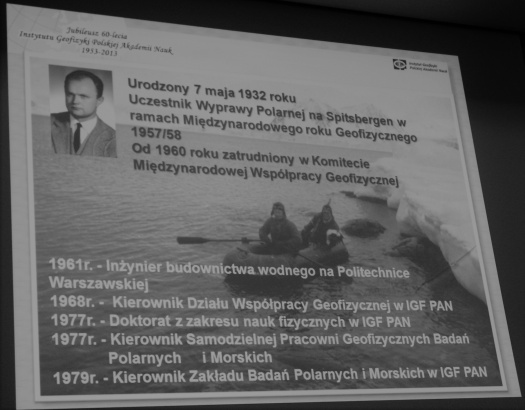 Jubileusz 60-lecia
Instytutu Geofizyki Polskiej Akademii Nauk
1953-2013
Urodzony 7 maja 1932 roku
Uczestnik Wyprawy Polarnej na Spitsbergen w
ramach Międzynarodowego roku Geofizycznego
1957/58
Od 1960 roku zatrudniony w Komitecie
Międzynarodowej Współpracy Geofizycznej
1961r. - Inżynier budownictwa wodnego na Politechnice
Warszawskiej
1968r. - Kierownik Działu Współpracy Geofizycznej w IGF PAN
1977r. - Doktorat z zakresu nauk fizycznych w IGF PAN
1977r. - Kierownik Samodzielnej Pracowni Geofizycznych Badań
Polarnych i Morskich
1979r. - Kierownik Zakładu Badań Polarnych i Morskich w IGF PAN